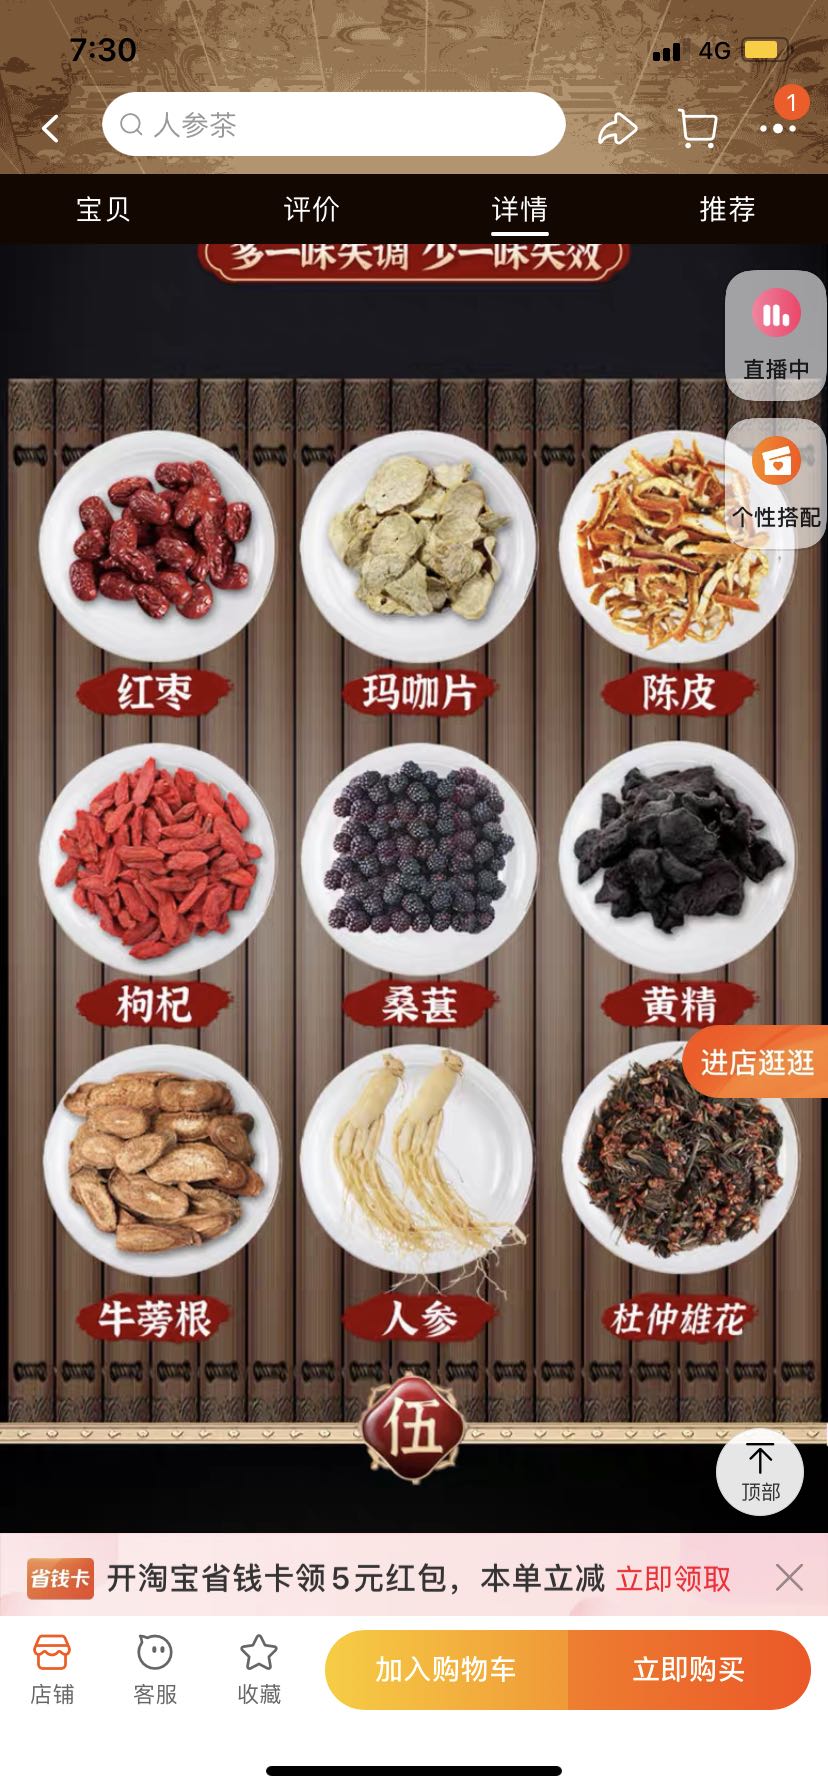 7:30
4G
人参茶
1
宝贝
评价
详情
推荐
多一味失调 少一味失效
直播中
个性搭配
红枣
玛咖片
陈皮
枸杞
桑葚
黄精
进店逛逛
牛蒡根
人参
杜仲雄花
伍
顶部
省钱卡
开淘宝省钱卡领5元红包，本单立减 立即领取
店铺
客服
收藏
加入购物车
立即购买